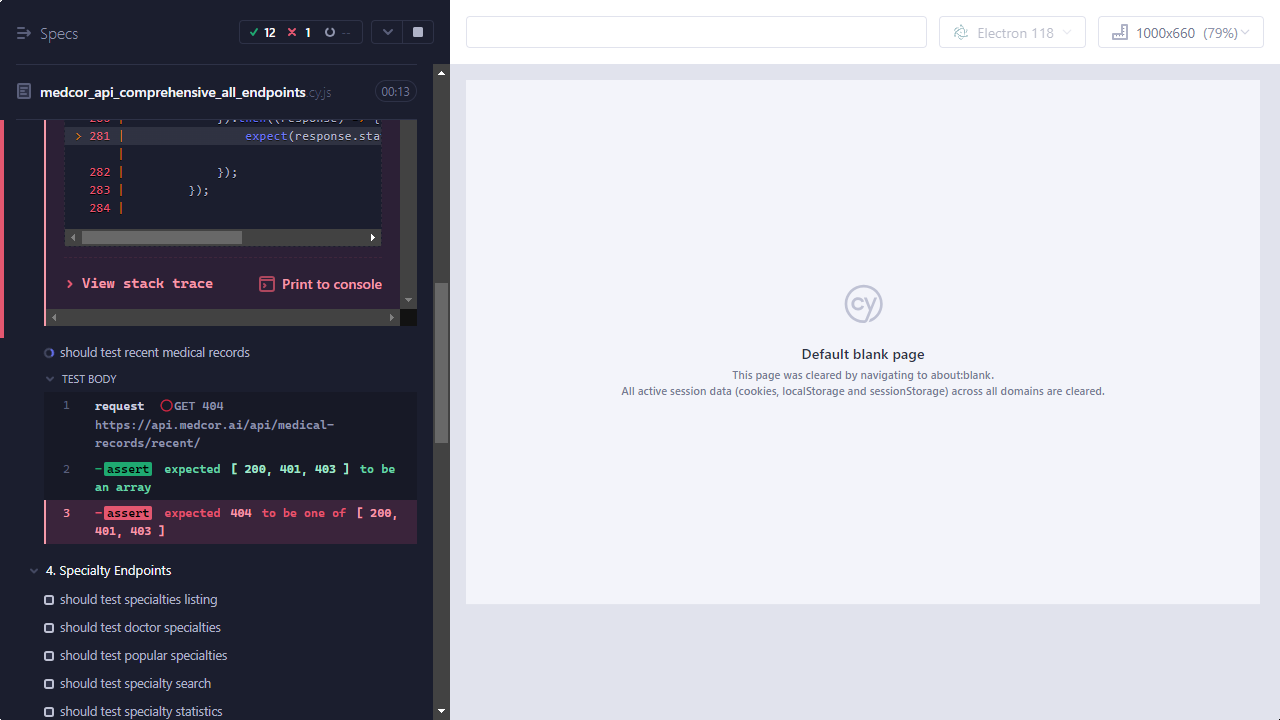 Specs
12
1
--
Electron 118
1000x660 (79%)
medcor_api_comprehensive_all_endpoints.cy.js
00:13
280 | }).then((response) => {
> 281 | expect(response.sta
|
282 | });
283 | });
284 |
View stack trace
Print to console
should test recent medical records
TEST BODY
1 request GET 404
https://api.medcor.ai/api/medical-
records/recent/
2 -assert expected [ 200, 401, 403 ] to be
an array
3 -assert expected 404 to be one of [ 200,
401, 403 ]
4. Specialty Endpoints
should test specialties listing
should test doctor specialties
should test popular specialties
should test specialty search
should test specialty statistics
cy
Default blank page
This page was cleared by navigating to about:blank.
All active session data (cookies, localStorage and sessionStorage) across all domains are cleared.